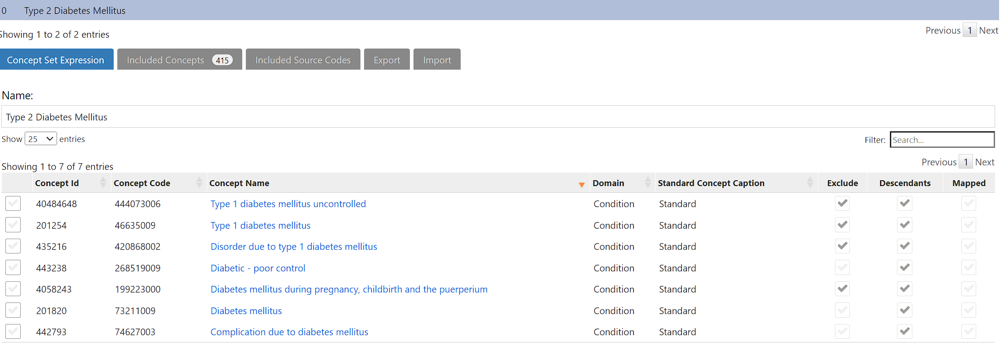 0 Type 2 Diabetes Mellitus
Showing 1 to 2 of 2 entries Previous 1 Next
Concept Set Expression Included Concepts 415 Included Source Codes Export Import
Name:
Type 2 Diabetes Mellitus
Show 25 entries Filter: Search...
Showing 1 to 7 of 7 entries Previous 1 Next
Concept Id Concept Code Concept Name Domain Standard Concept Caption Exclude Descendants Mapped
40484648 444073006 Type 1 diabetes mellitus uncontrolled Condition Standard
201254 46635009 Type 1 diabetes mellitus Condition Standard
435216 420868002 Disorder due to type 1 diabetes mellitus Condition Standard
443238 268519009 Diabetic - poor control Condition Standard
4058243 199223000 Diabetes mellitus during pregnancy, childbirth and the puerperium Condition Standard
201820 73211009 Diabetes mellitus Condition Standard
442793 74627003 Complication due to diabetes mellitus Condition Standard